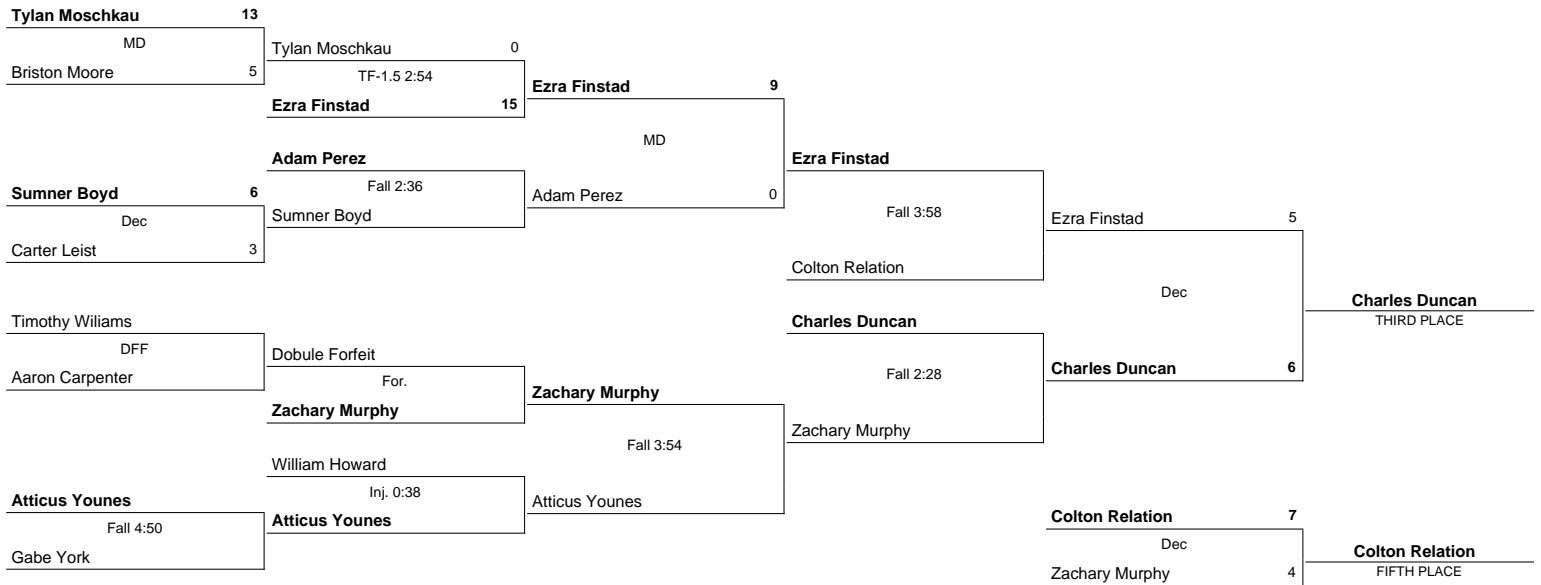 Tylan Moschkau 13
MD
Briston Moore 5
Sumner Boyd 6
Dec
Carter Leist 3
Timothy Wiliams
DFF
Aaron Carpenter
Atticus Younes
Fall 4:50
Gabe York
Tylan Moschkau 0
TF-1.5 2:54
Ezra Finstad 15
Adam Perez
Fall 2:36
Sumner Boyd
Dobule Forfeit
For.
Zachary Murphy
William Howard
Inj. 0:38
Atticus Younes
Ezra Finstad 9
MD
Adam Perez 0
Zachary Murphy
Fall 3:54
Atticus Younes
Ezra Finstad
Fall 3:58
Colton Relation
Charles Duncan
Fall 2:28
Zachary Murphy
Ezra Finstad 5
Dec
Charles Duncan 6
Charles Duncan
THIRD PLACE
Colton Relation 7
Dec
Zachary Murphy 4
Colton Relation
FIFTH PLACE